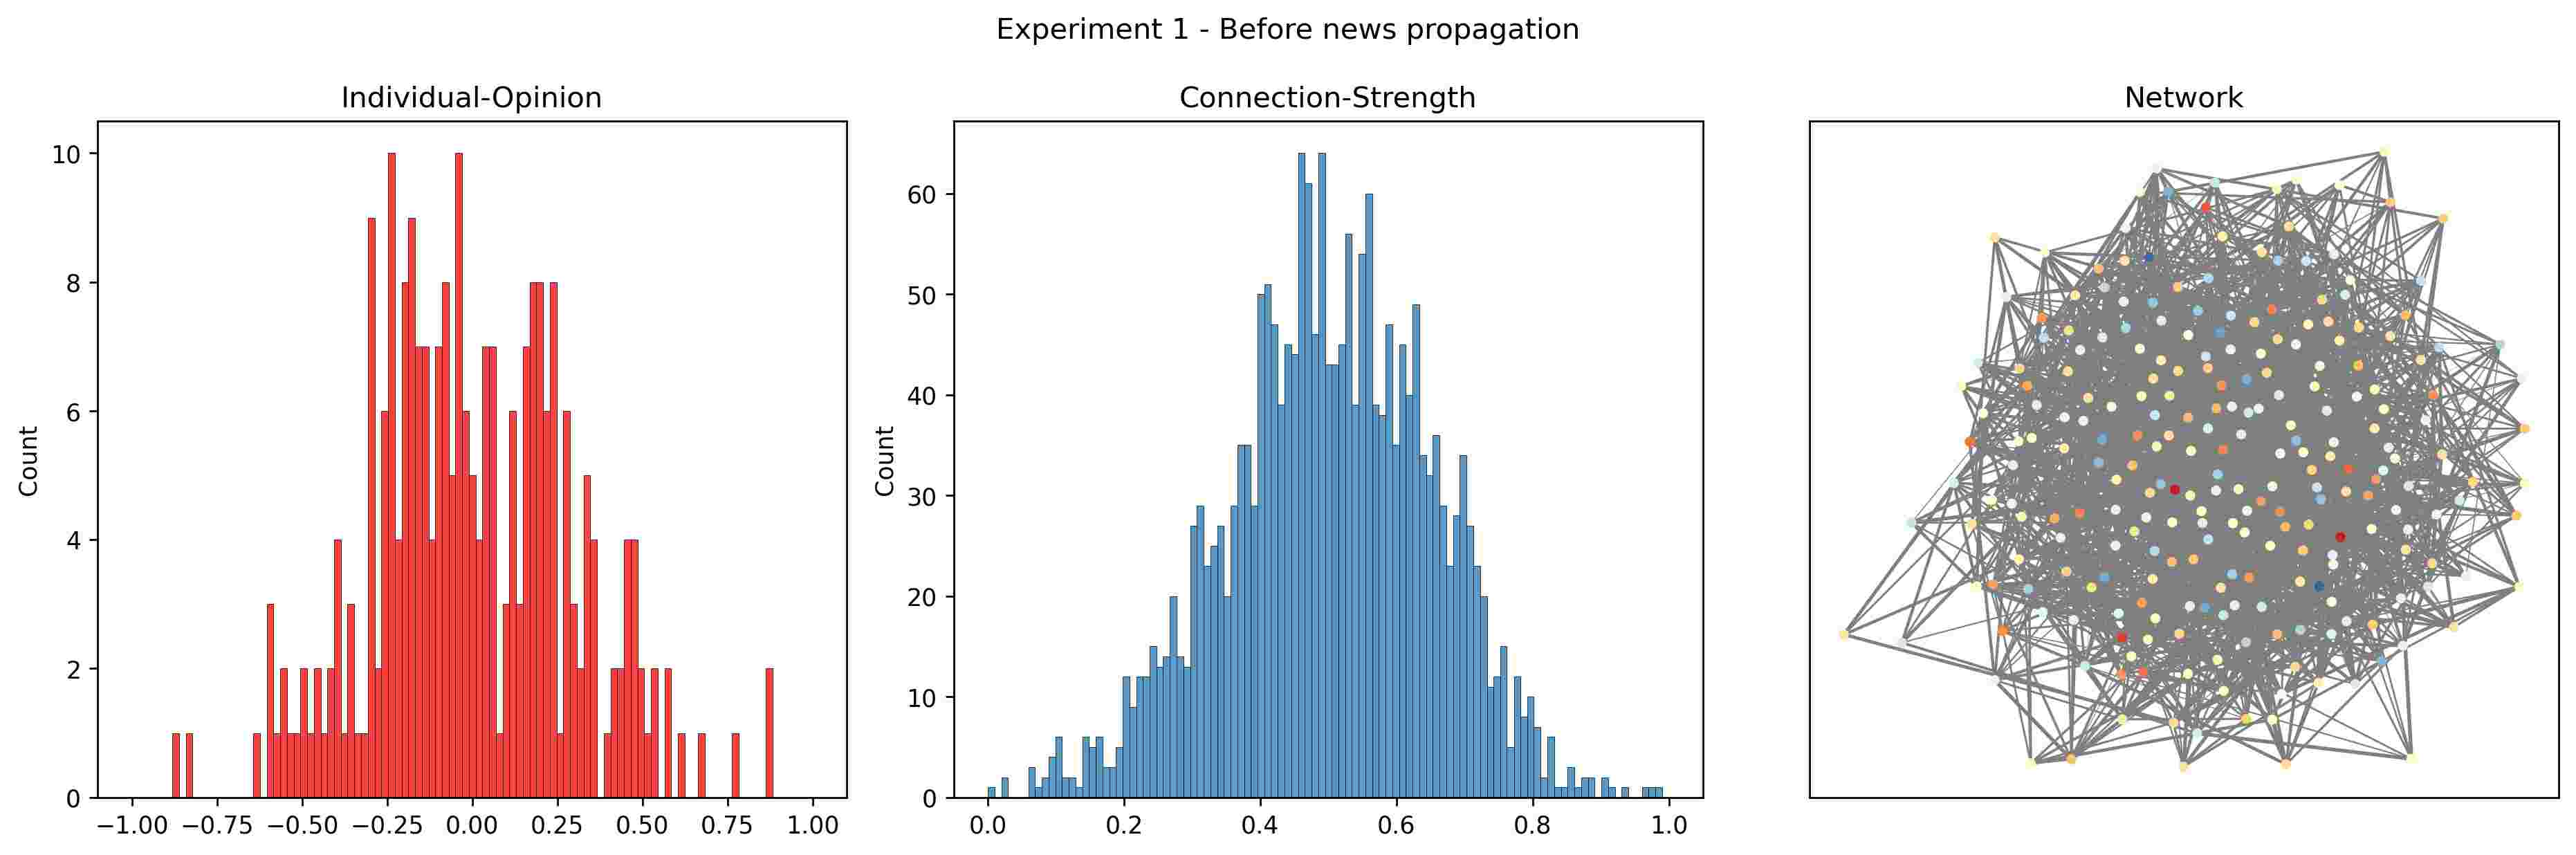 Experiment 1 - Before news propagation
Individual-Opinion
Count
10
8
6
4
2
0
−1.00 −0.75 −0.50 −0.25 0.00 0.25 0.50 0.75 1.00
Connection-Strength
Count
60
50
40
30
20
10
0
0.0 0.2 0.4 0.6 0.8 1.0
Network